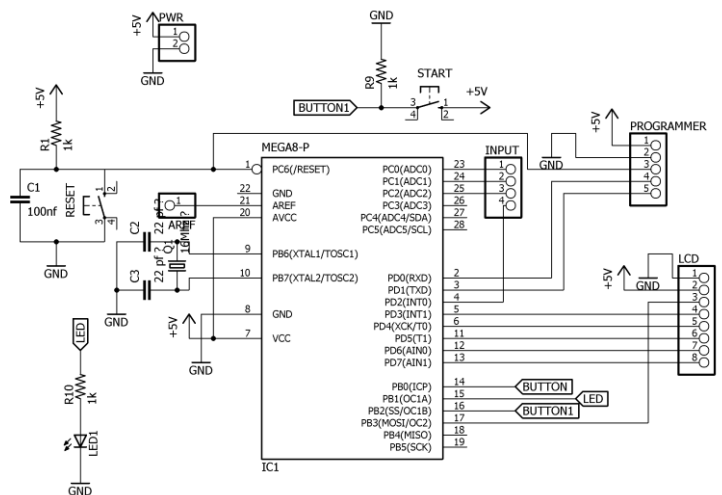 PWR
+5V
1
2
GND
GND
R9
1k
START
BUTTON1
3
4
1
2
+5V
+5V
R1
1k
C1
100nf
RESET
1
2
3
4
GND
MEGA8-P
1 PC6(/RESET)
22 GND
21 AREF
20 AVCC
9 PB6(XTAL1/TOSC1)
10 PB7(XTAL2/TOSC2)
8 GND
7 VCC
IC1
1
AREF
C2
22 pf ?
C3
22 pf ?
Q1
GND
+5V
GND
PC0(ADC0) 23
PC1(ADC1) 24
PC2(ADC2) 25
PC3(ADC3) 26
PC4(ADC4/SDA) 27
PC5(ADC5/SCL) 28
PD0(RXD) 2
PD1(TXD) 3
PD2(INT0) 4
PD3(INT1) 5
PD4(XCK/T0) 6
PD5(T1) 11
PD6(AIN0) 12
PD7(AIN1) 13
PB0(ICP) 14
PB1(OC1A) 15
PB2(SS/OC1B) 16
PB3(MOSI/OC2) 17
PB4(MISO) 18
PB5(SCK) 19
BUTTON
LED
BUTTON1
INPUT
1
2
3
4
PROGRAMMER
+5V
GND
1
2
3
4
5
LCD
+5V
GND
1
2
3
4
5
6
7
8
LED
R10
1k
LED1
GND